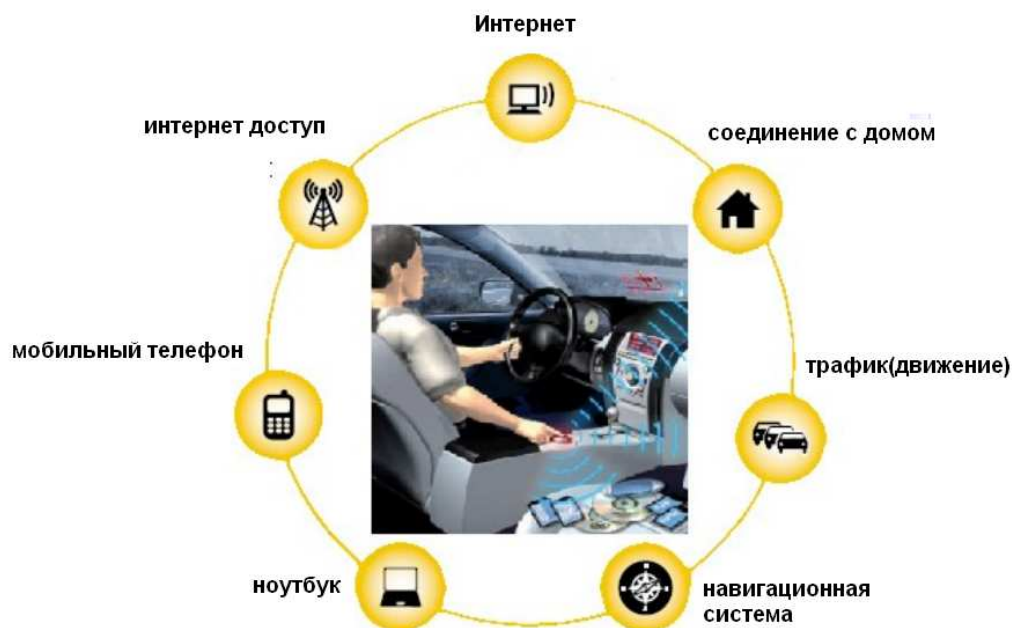 Интернет
интернет доступ
соединение с домом
мобильный телефон
трафик(движение)
ноутбук
навигационная
система